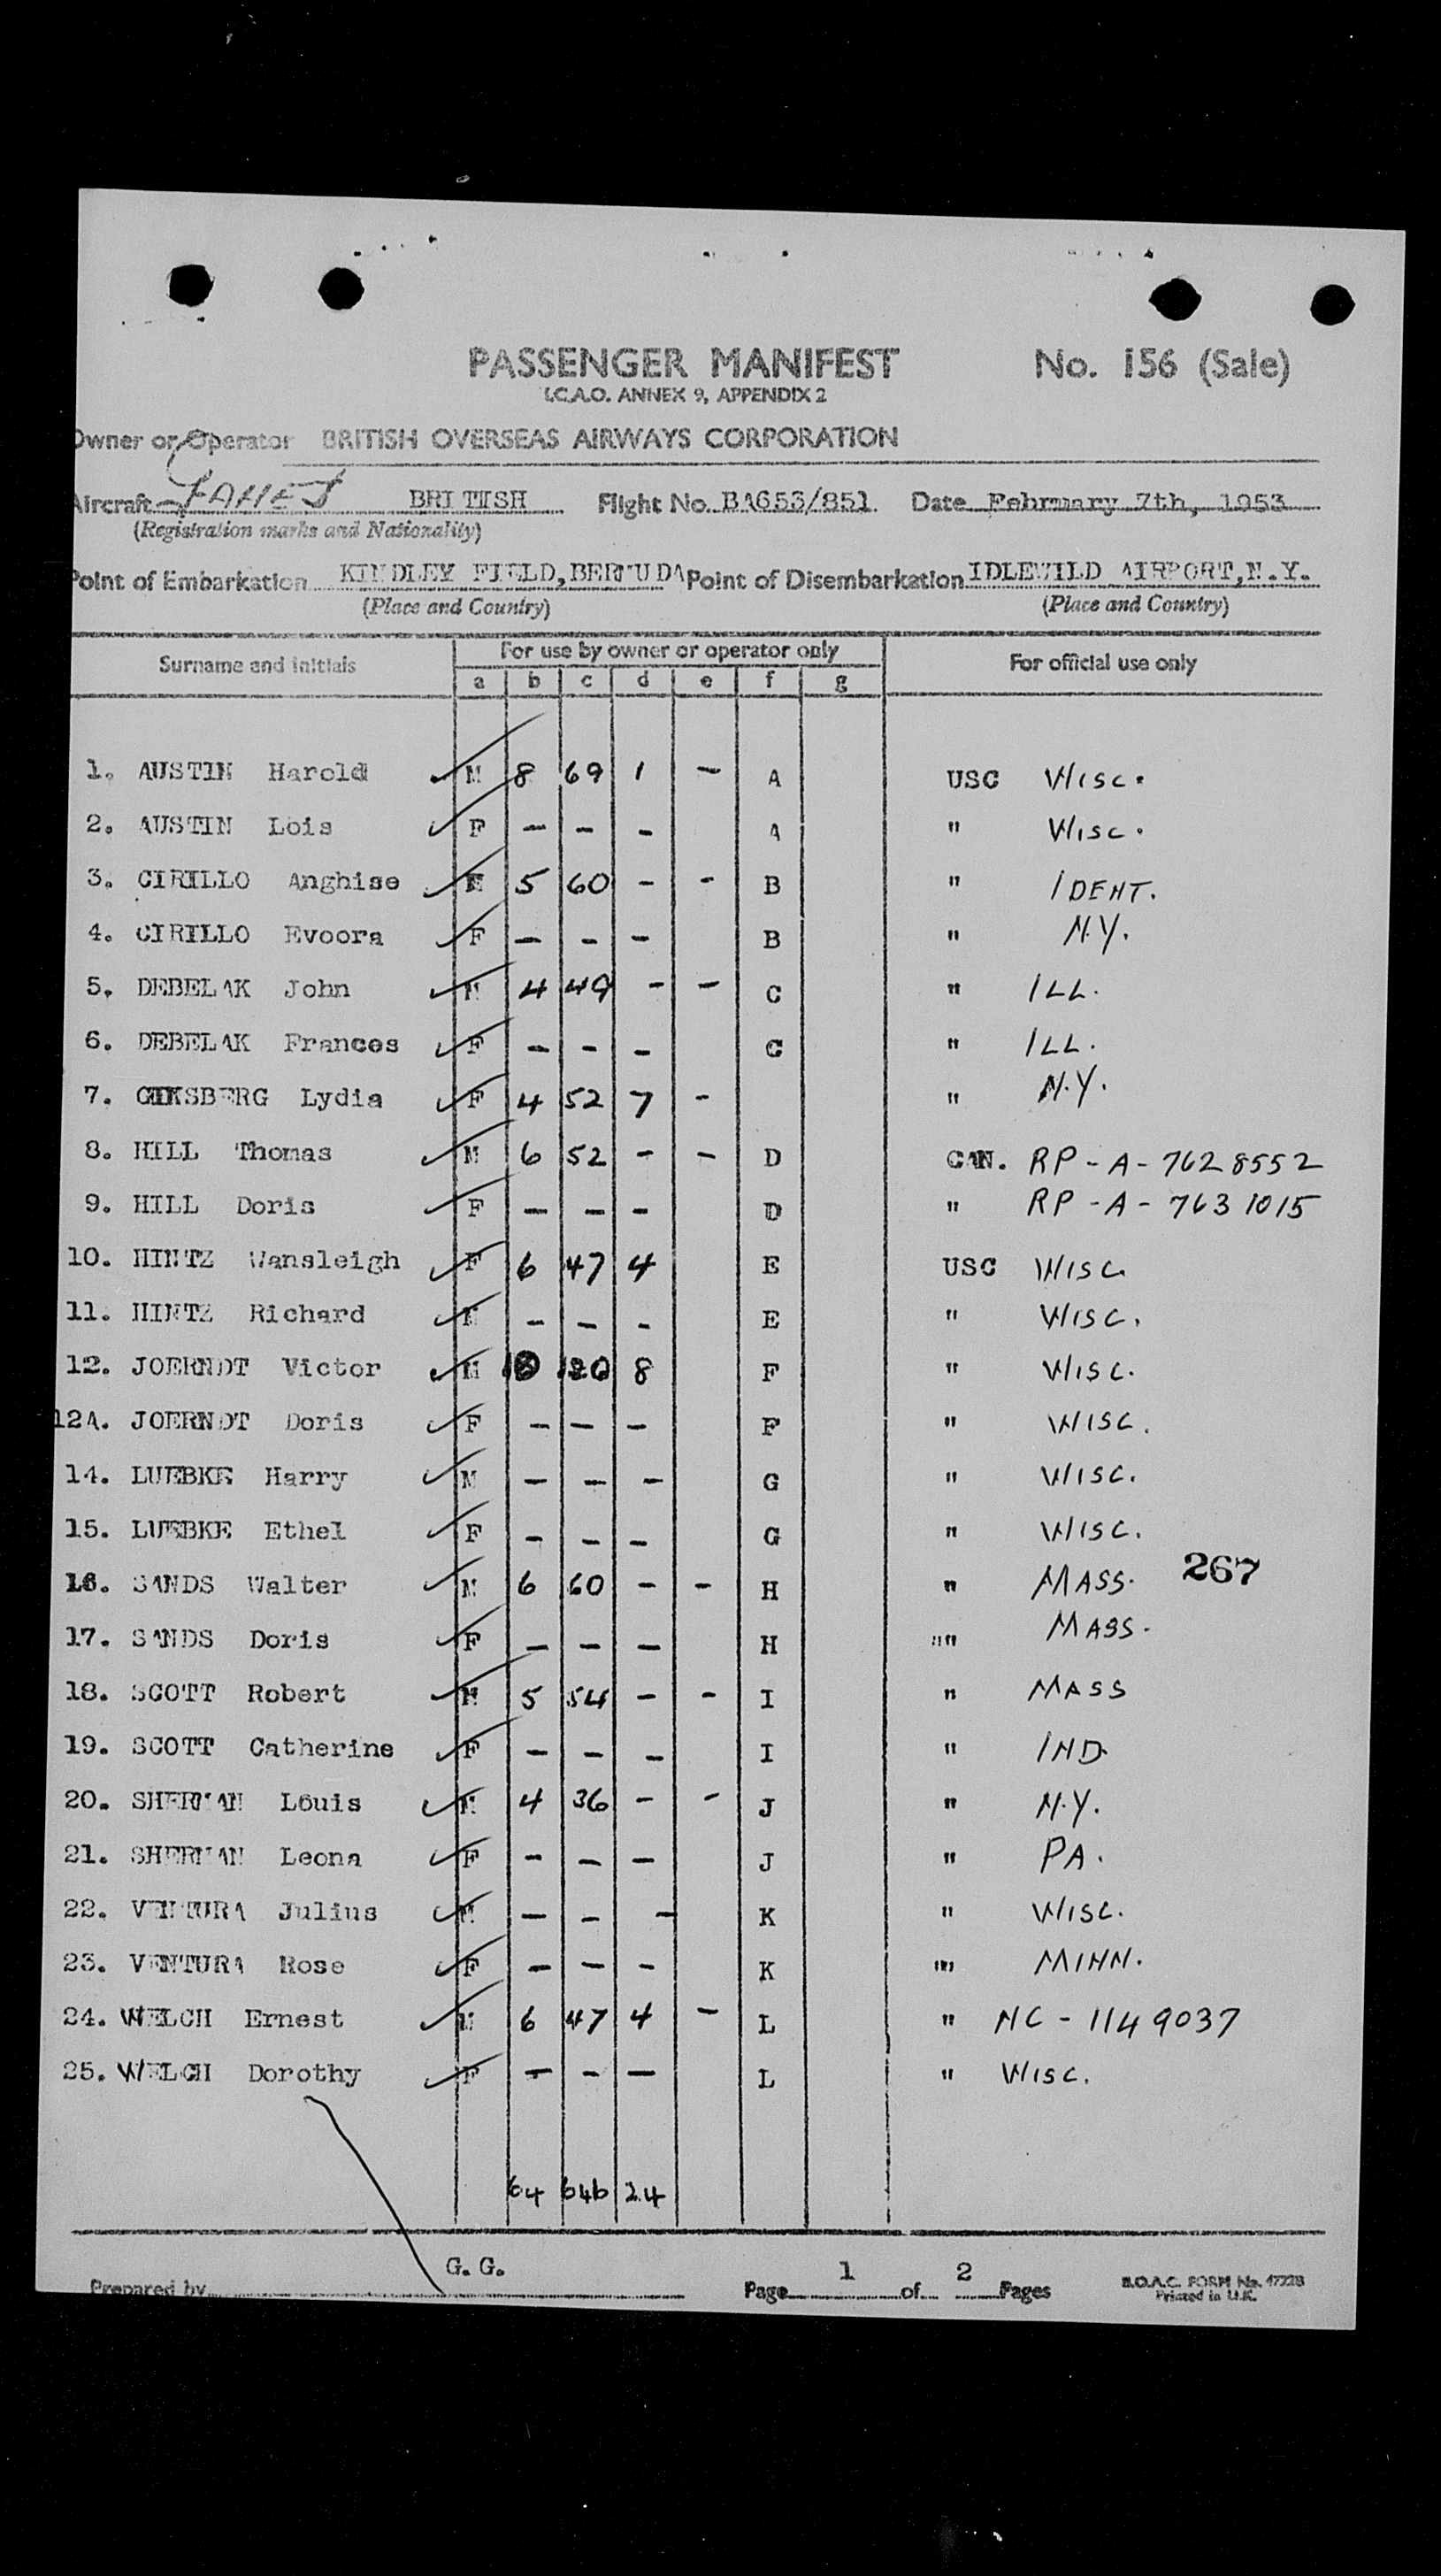 PASSENGER MANIFEST No. 156 (Sale)
I.C.A.O. ANNEX 9, APPENDIX 2
Owner or Operator BRITISH OVERSEAS AIRWAYS CORPORATION
Aircraft BRITISH Flight No. BA653/851 Date February 7th, 1953
(Registration marks and Nationality)
Point of Embarkation KINDLEY FIELD, BERMUDA Point of Disembarkation IDLEWILD AIRPORT, N.Y.
(Place and Country) (Place and Country)
Surname and initials For use by owner or operator only For official use only
a b c d e f g
1. AUSTIN Harold M 8 69 1 – A USC WISC.
2. AUSTIN Lois F – – – A " WISC.
3. CIRILLO Anghise M 5 60 – – B " IDENT.
4. CIRILLO Evoora F – – – B " N.Y.
5. DEBELAK John M 4 49 – – C " ILL.
6. DEBELAK Frances F – – – C " ILL.
7. Lydia F 4 52 7 – " N.Y.
8. HILL Thomas M 6 52 – – D CAN. RP-A-7628552
9. HILL Doris F – – – D " RP-A-7631015
10. HINTZ Wansleigh F 6 47 4 E USC WISC
11. HINTZ Richard M – – – E " WISC.
12. JOERNDT Victor M 8 F " WISC.
12A. JOERNDT Doris F – – – F " WISC.
14. LUEBKE Harry M – – – G " WISC.
15. LUEBKE Ethel F – – – G " WISC.
16. SANDS Walter M 6 60 – – H " MASS. 267
17. SANDS Doris F – – – H "" MASS.
18. SCOTT Robert M 5 54 – – I " MASS
19. SCOTT Catherine F – – – I " IND.
20. SHERMAN Louis M 4 36 – – J " N.Y.
21. SHERMAN Leona F – – – J " PA.
22. VENTURA Julius M – – – K " WISC.
23. VENTURA Rose F – – – K "" MINN.
24. WELCH Ernest M 6 47 4 – L " NC-1149037
25. WELCH Dorothy F – – – L " WISC.
64 646 24
G. G.
Prepared by Page 1 of 2 Pages B.O.A.C. FORM No.
Printed in U.K.